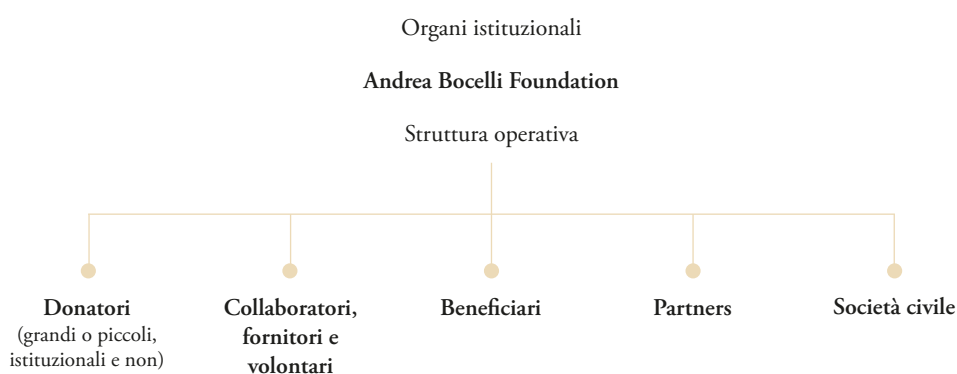 Organi istituzionali
Andrea Bocelli Foundation
Struttura operativa
Donatori
(grandi o piccoli,
istituzionali e non)
Collaboratori,
fornitori e
volontari
Beneficiari
Partners
Società civile